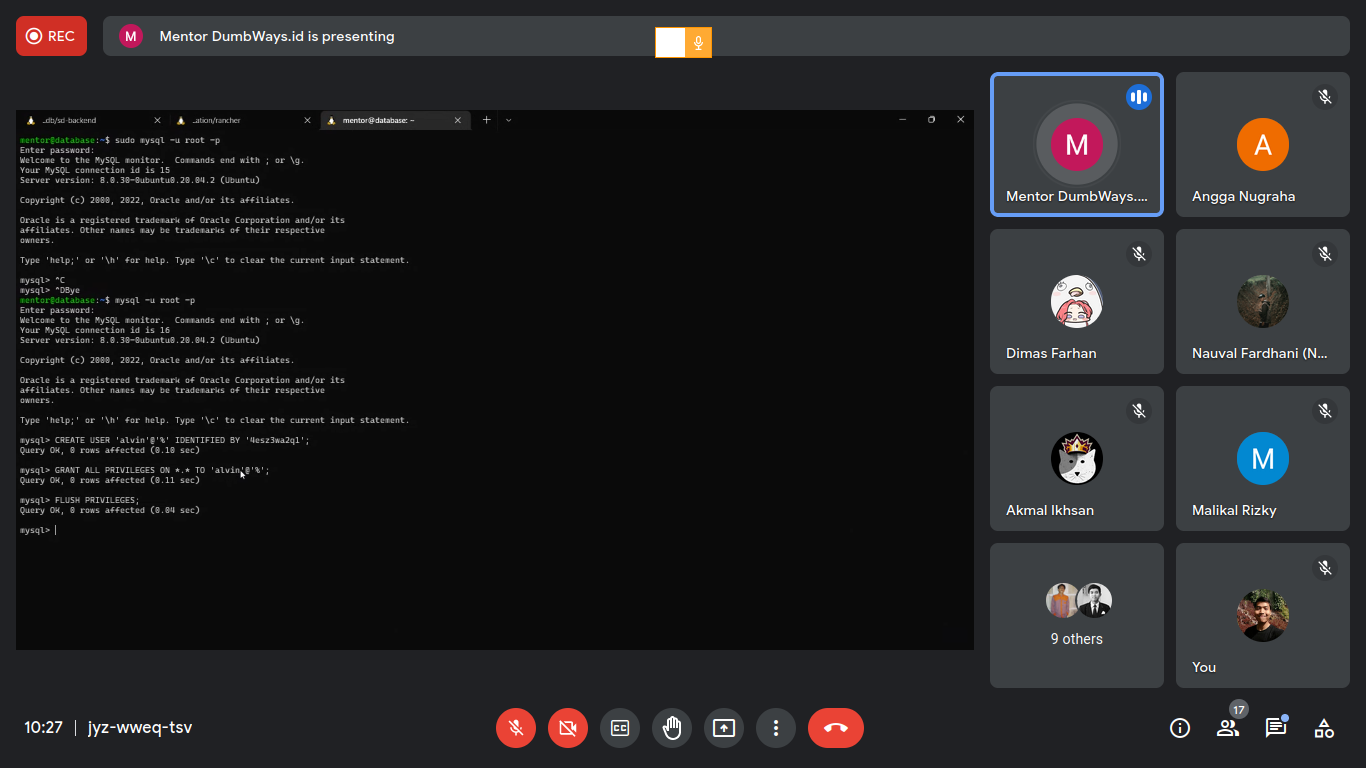 REC
M
Mentor DumbWays.id is presenting
..db/sd-backend
..ation/rancher
mentor@database: ~
mentor@database:~$ sudo mysql -u root -p
Enter password:
Welcome to the MySQL monitor.  Commands end with ; or \g.
Your MySQL connection id is 15
Server version: 8.0.30-0ubuntu0.20.04.2 (Ubuntu)
Copyright (c) 2000, 2022, Oracle and/or its affiliates.
Oracle is a registered trademark of Oracle Corporation and/or its
affiliates. Other names may be trademarks of their respective
owners.
Type 'help;' or '\h' for help. Type '\c' to clear the current input statement.
mysql> ^C
mysql> ^DBye
mentor@database:~$ mysql -u root -p
Enter password:
Welcome to the MySQL monitor.  Commands end with ; or \g.
Your MySQL connection id is 16
Server version: 8.0.30-0ubuntu0.20.04.2 (Ubuntu)
Copyright (c) 2000, 2022, Oracle and/or its affiliates.
Oracle is a registered trademark of Oracle Corporation and/or its
affiliates. Other names may be trademarks of their respective
owners.
Type 'help;' or '\h' for help. Type '\c' to clear the current input statement.
mysql> CREATE USER 'alvin'@'%' IDENTIFIED BY '4esz3wa2q1';
Query OK, 0 rows affected (0.10 sec)
mysql> GRANT ALL PRIVILEGES ON *.* TO 'alvin'@'%';
Query OK, 0 rows affected (0.11 sec)
mysql> FLUSH PRIVILEGES;
Query OK, 0 rows affected (0.04 sec)
mysql>
M
Mentor DumbWays....
A
Angga Nugraha
Dimas Farhan
Nauval Fardhani (N...
Akmal Ikhsan
M
Malikal Rizky
9 others
You
10:27 | jyz-wweq-tsv
CC
17